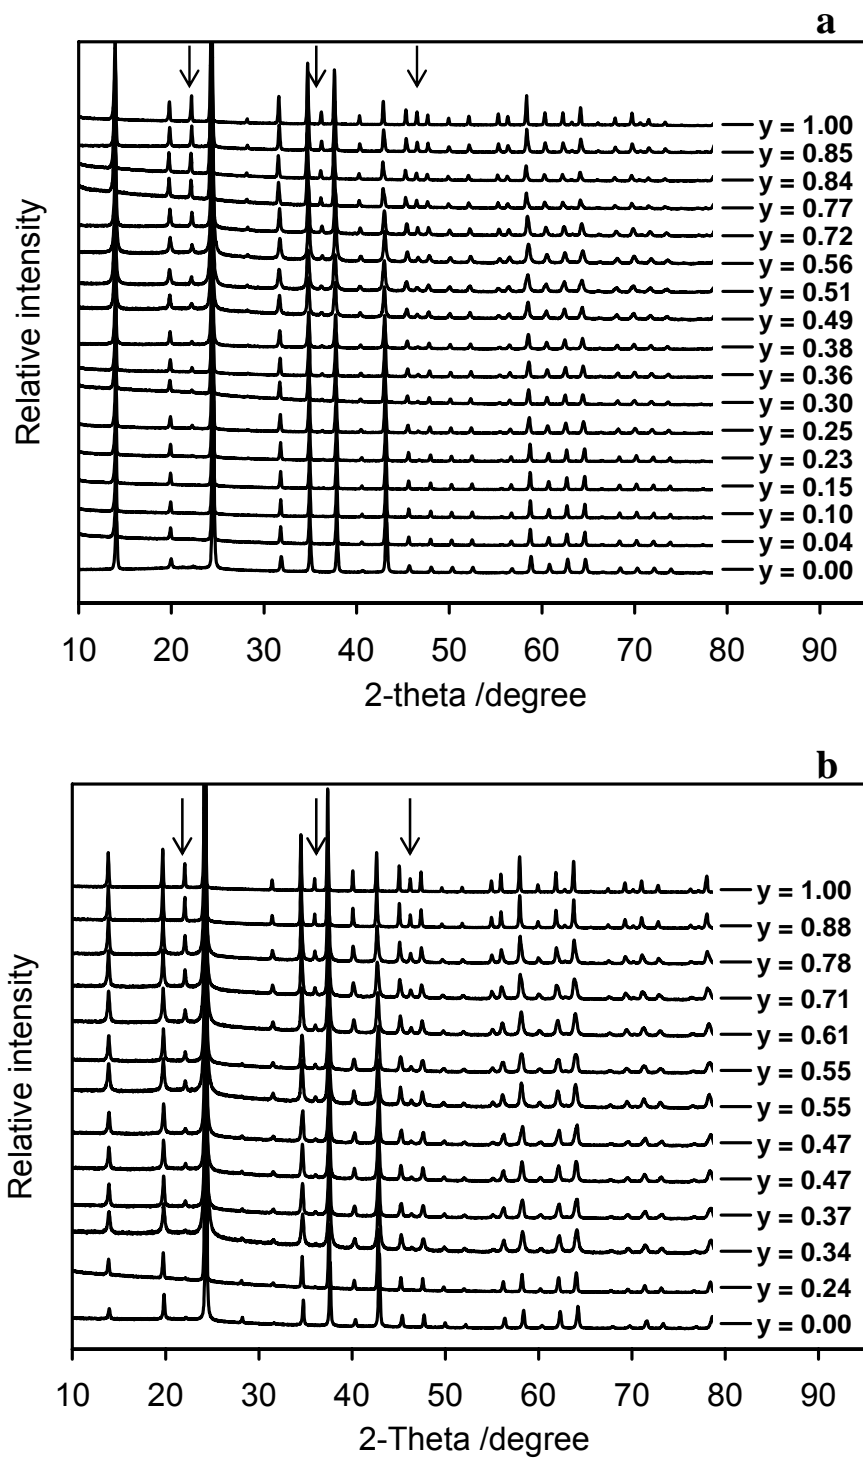 a
Relative intensity
y = 1.00
y = 0.85
y = 0.84
y = 0.77
y = 0.72
y = 0.56
y = 0.51
y = 0.49
y = 0.38
y = 0.36
y = 0.30
y = 0.25
y = 0.23
y = 0.15
y = 0.10
y = 0.04
y = 0.00
10 20 30 40 50 60 70 80 90
2-theta /degree
b
Relative intensity
y = 1.00
y = 0.88
y = 0.78
y = 0.71
y = 0.61
y = 0.55
y = 0.55
y = 0.47
y = 0.47
y = 0.37
y = 0.34
y = 0.24
y = 0.00
10 20 30 40 50 60 70 80 90
2-Theta /degree